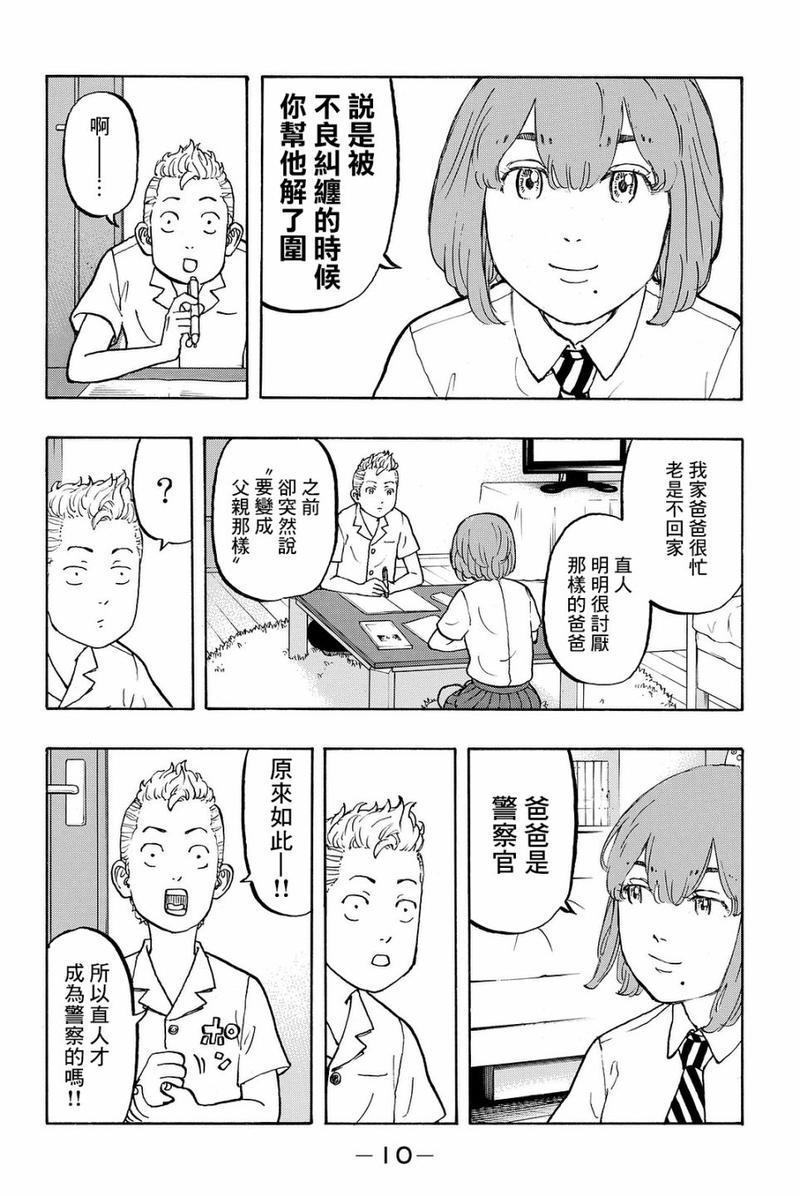 說是被
不良糾纏的時候
你幫他解了圍
啊
……
我家爸爸很忙
老是不回家
直人
明明很討厭
那樣的爸爸
之前
卻突然說
〝要變成
父親那樣〞
？
爸爸是
警察官
原來如此—!!
ポン
所以直人才
成為警察的嗎!!
—10—